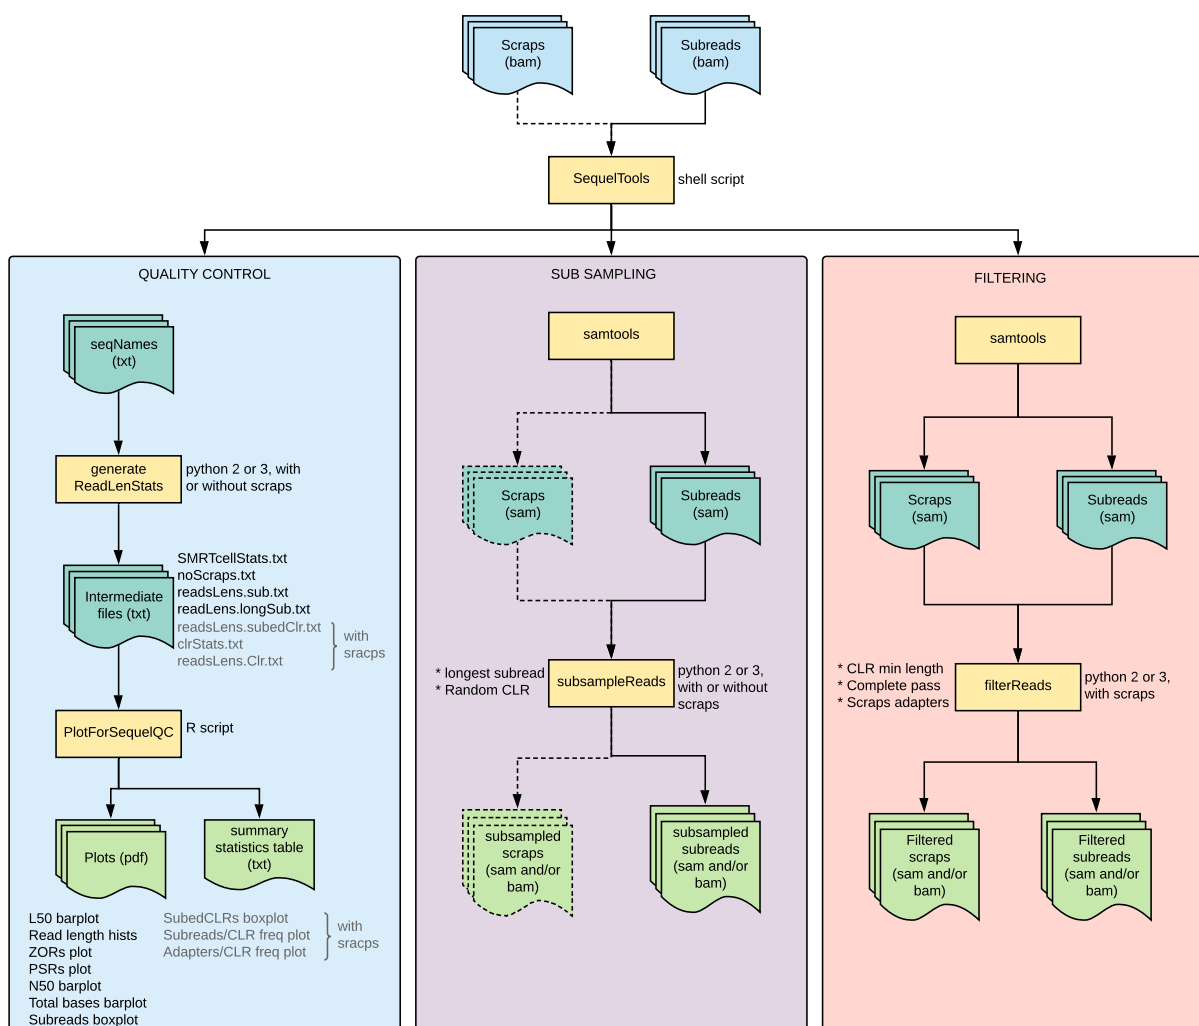 Scraps
(bam)
Subreads
(bam)
SequelTools
shell script
QUALITY CONTROL
seqNames
(txt)
generate
ReadLenStats
python 2 or 3, with
or without scraps
Intermediate
files (txt)
SMRTcellStats.txt
noScraps.txt
readsLens.sub.txt
readLens.longSub.txt
readsLens.subedClr.txt
clrStats.txt
readsLens.Clr.txt
with
sracps
PlotForSequelQC
R script
Plots (pdf)
summary
statistics table
(txt)
L50 barplot
Read length hists
ZORs plot
PSRs plot
N50 barplot
Total bases barplot
Subreads boxplot
SubedCLRs boxplot
Subreads/CLR freq plot
Adapters/CLR freq plot
with
sracps
SUB SAMPLING
samtools
Scraps
(sam)
Subreads
(sam)
* longest subread
* Random CLR
subsampleReads
python 2 or 3,
with or without
scraps
subsampled
scraps
(sam and/or
bam)
subsampled
subreads
(sam and/or
bam)
FILTERING
samtools
Scraps
(sam)
Subreads
(sam)
* CLR min length
* Complete pass
* Scraps adapters
filterReads
python 2 or 3,
with scraps
Filtered
scraps
(sam and/or
bam)
Filtered
subreads
(sam and/or
bam)